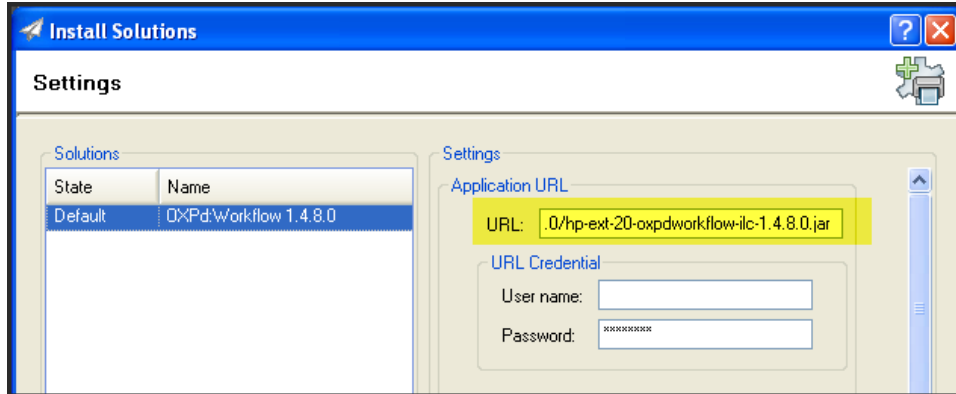 Install Solutions
Settings
Solutions
State Name
Default OXPd:Workflow 1.4.8.0
Settings
Application URL
URL: .0/hp-ext-20-oxpdworkflow-ilc-1.4.8.0.jar
URL Credential
User name:
Password: ********